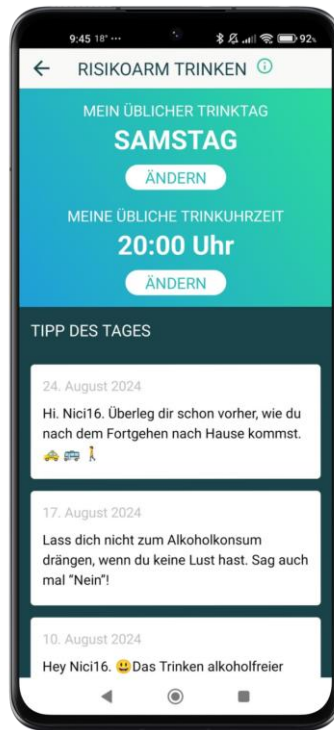 9:45 18° ••• 92%
RISIKOARM TRINKEN
MEIN ÜBLICHER TRINKTAG
SAMSTAG
ÄNDERN
MEINE ÜBLICHE TRINKUHRZEIT
20:00 Uhr
ÄNDERN
TIPP DES TAGES
24. August 2024
Hi. Nici16. Überleg dir schon vorher, wie du
nach dem Fortgehen nach Hause kommst.
🚕 🚌 🚶
17. August 2024
Lass dich nicht zum Alkoholkonsum
drängen, wenn du keine Lust hast. Sag auch
mal “Nein”!
10. August 2024
Hey Nici16. 😃Das Trinken alkoholfreier